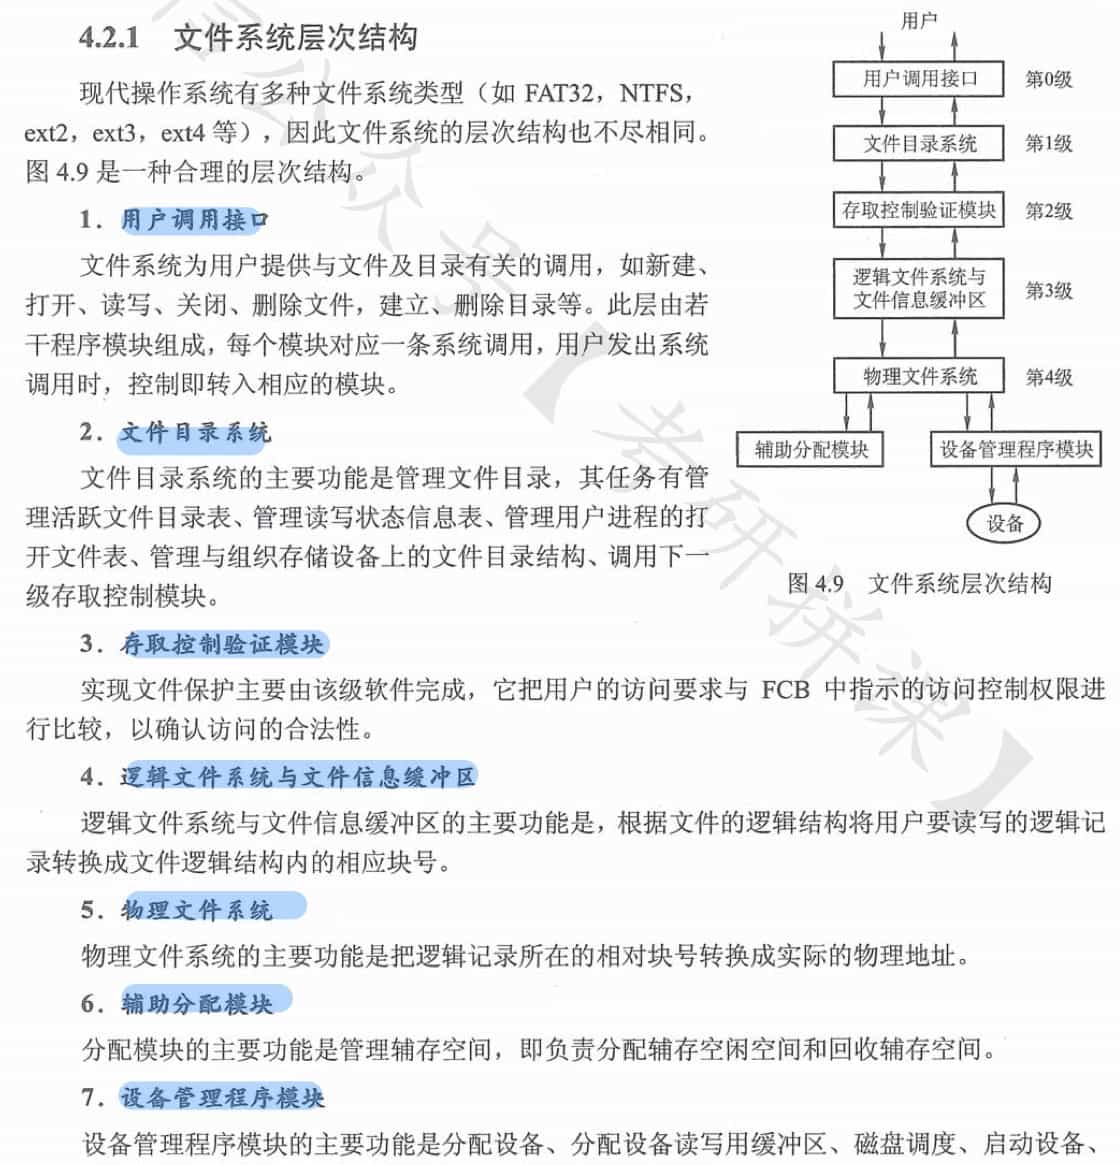 4.2.1 文件系统层次结构
现代操作系统有多种文件系统类型（如 FAT32，NTFS，
ext2，ext3，ext4 等），因此文件系统的层次结构也不尽相同。
图 4.9 是一种合理的层次结构。
1．用户调用接口
文件系统为用户提供与文件及目录有关的调用，如新建、
打开、读写、关闭、删除文件，建立、删除目录等。此层由若
干程序模块组成，每个模块对应一条系统调用，用户发出系统
调用时，控制即转入相应的模块。
2．文件目录系统
文件目录系统的主要功能是管理文件目录，其任务有管
理活跃文件目录表、管理读写状态信息表、管理用户进程的打
开文件表、管理与组织存储设备上的文件目录结构、调用下一
级存取控制模块。
用户
用户调用接口 第0级
文件目录系统 第1级
存取控制验证模块 第2级
逻辑文件系统与
文件信息缓冲区 第3级
物理文件系统 第4级
辅助分配模块 设备管理程序模块
设备
图 4.9 文件系统层次结构
3．存取控制验证模块
实现文件保护主要由该级软件完成，它把用户的访问要求与 FCB 中指示的访问控制权限进
行比较，以确认访问的合法性。
4．逻辑文件系统与文件信息缓冲区
逻辑文件系统与文件信息缓冲区的主要功能是，根据文件的逻辑结构将用户要读写的逻辑记
录转换成文件逻辑结构内的相应块号。
5．物理文件系统
物理文件系统的主要功能是把逻辑记录所在的相对块号转换成实际的物理地址。
6．辅助分配模块
分配模块的主要功能是管理辅存空间，即负责分配辅存空闲空间和回收辅存空间。
7．设备管理程序模块
设备管理程序模块的主要功能是分配设备、分配设备读写用缓冲区、磁盘调度、启动设备、
信公众号【考研拼课】